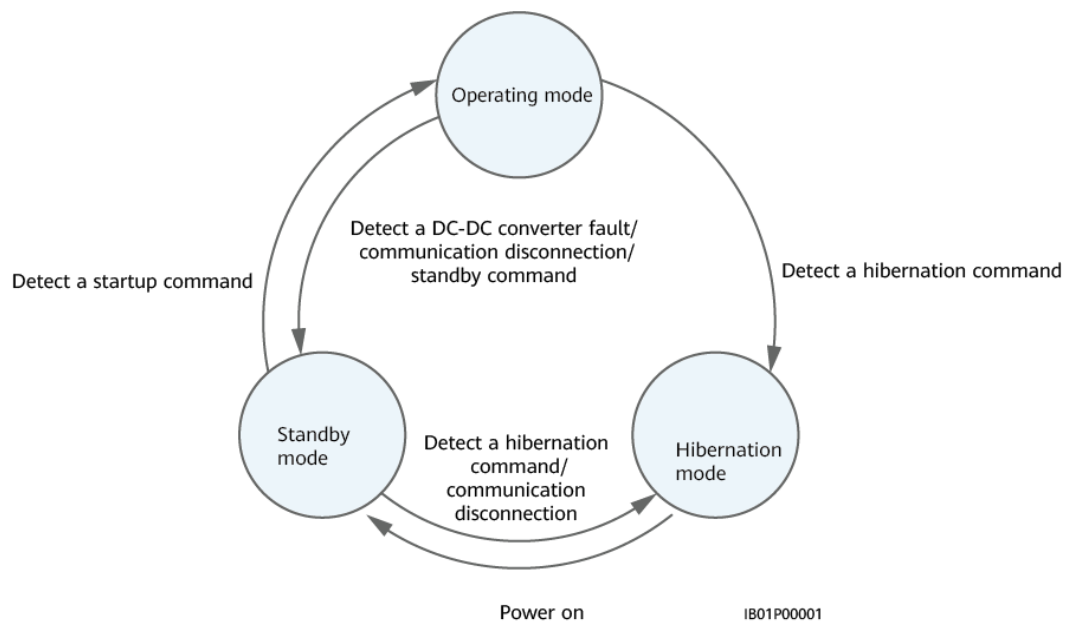 Operating mode
Detect a DC-DC converter fault/
communication disconnection/
standby command
Detect a startup command
Detect a hibernation command
Standby
mode
Detect a hibernation
command/
communication
disconnection
Hibernation
mode
Power on
IB01P00001